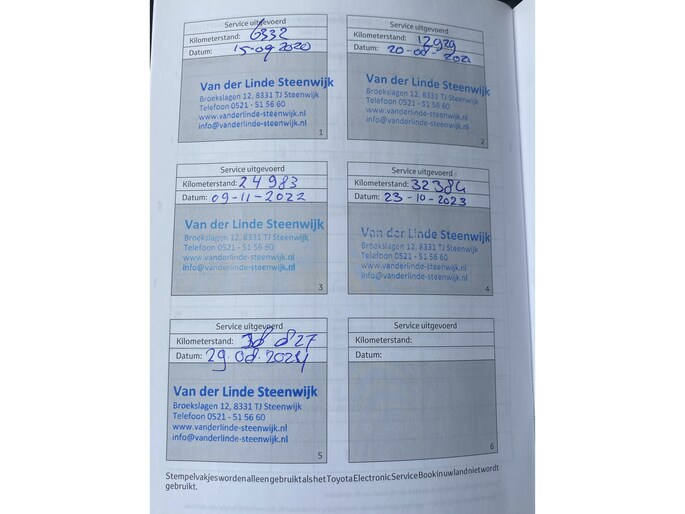 Service uitgevoerd
Kilometerstand: 6332
Datum: 15-09-2020
Van der Linde Steenwijk
Broekslagen 12, 8331 TJ Steenwijk
Telefoon 0521 - 51 56 60
www.vanderlinde-steenwijk.nl
info@vanderlinde-steenwijk.nl
1
Service uitgevoerd
Kilometerstand: 12929
Datum: 20-08-2021
Van der Linde Steenwijk
Broekslagen 12, 8331 TJ Steenwijk
Telefoon 0521 - 51 56 60
www.vanderlinde-steenwijk.nl
info@vanderlinde-steenwijk.nl
2
Service uitgevoerd
Kilometerstand: 24983
Datum: 09-11-2022
Van der Linde Steenwijk
Broekslagen 12, 8331 TJ Steenwijk
Telefoon 0521 - 51 56 60
www.vanderlinde-steenwijk.nl
info@vanderlinde-steenwijk.nl
3
Service uitgevoerd
Kilometerstand: 32384
Datum: 23-10-2023
Van der Linde Steenwijk
Broekslagen 12, 8331 TJ Steenwijk
Telefoon 0521 - 51 56 60
www.vanderlinde-steenwijk.nl
info@vanderlinde-steenwijk.nl
4
Service uitgevoerd
Kilometerstand: 38827
Datum: 29.08.2024
Van der Linde Steenwijk
Broekslagen 12, 8331 TJ Steenwijk
Telefoon 0521 - 51 56 60
www.vanderlinde-steenwijk.nl
info@vanderlinde-steenwijk.nl
5
Service uitgevoerd
Kilometerstand:
Datum:
6
Stempelvakjes worden alleen gebruikt als het Toyota Electronic Service Book in uw land niet wordt
gebruikt.